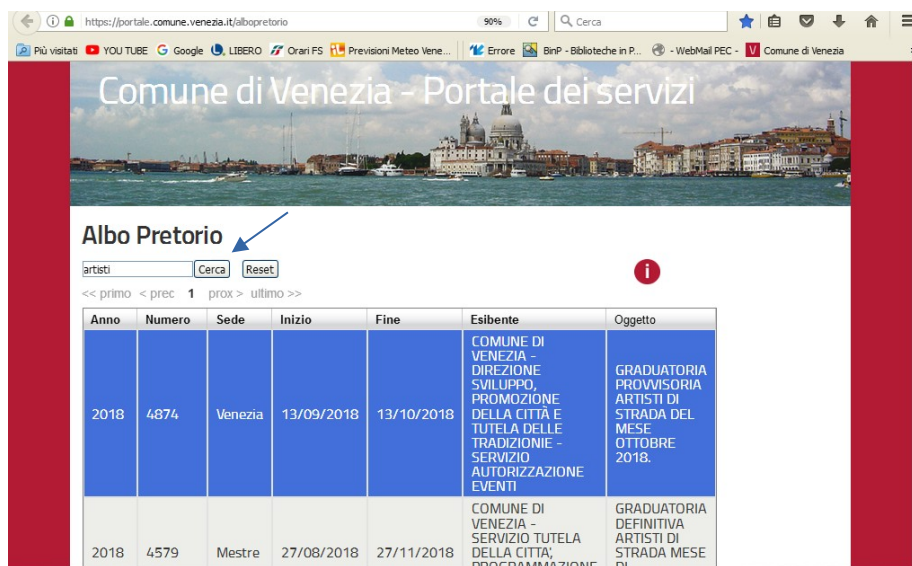 https://portale.comune.venezia.it/albopretorio
90%
Cerca
Più visitati YOU TUBE Google LIBERO Orari FS Previsioni Meteo Vene... Errore BinP - Biblioteche in P... - WebMail PEC - Comune di Venezia
Comune di Venezia - Portale dei servizi
Albo Pretorio
artisti Cerca Reset
<< primo < prec 1 prox > ultimo >>
Anno Numero Sede Inizio Fine Esibente Oggetto
2018 4874 Venezia 13/09/2018 13/10/2018
COMUNE DI
VENEZIA -
DIREZIONE
SVILUPPO,
PROMOZIONE
DELLA CITTÀ E
TUTELA DELLE
TRADIZIONIE -
SERVIZIO
AUTORIZZAZIONE
EVENTI
GRADUATORIA
PROVVISORIA
ARTISTI DI
STRADA DEL
MESE
OTTOBRE
2018.
2018 4579 Mestre 27/08/2018 27/11/2018
COMUNE DI
VENEZIA -
SERVIZIO TUTELA
DELLA CITTA',
PROGRAMMAZIONE
GRADUATORIA
DEFINITIVA
ARTISTI DI
STRADA MESE
DI